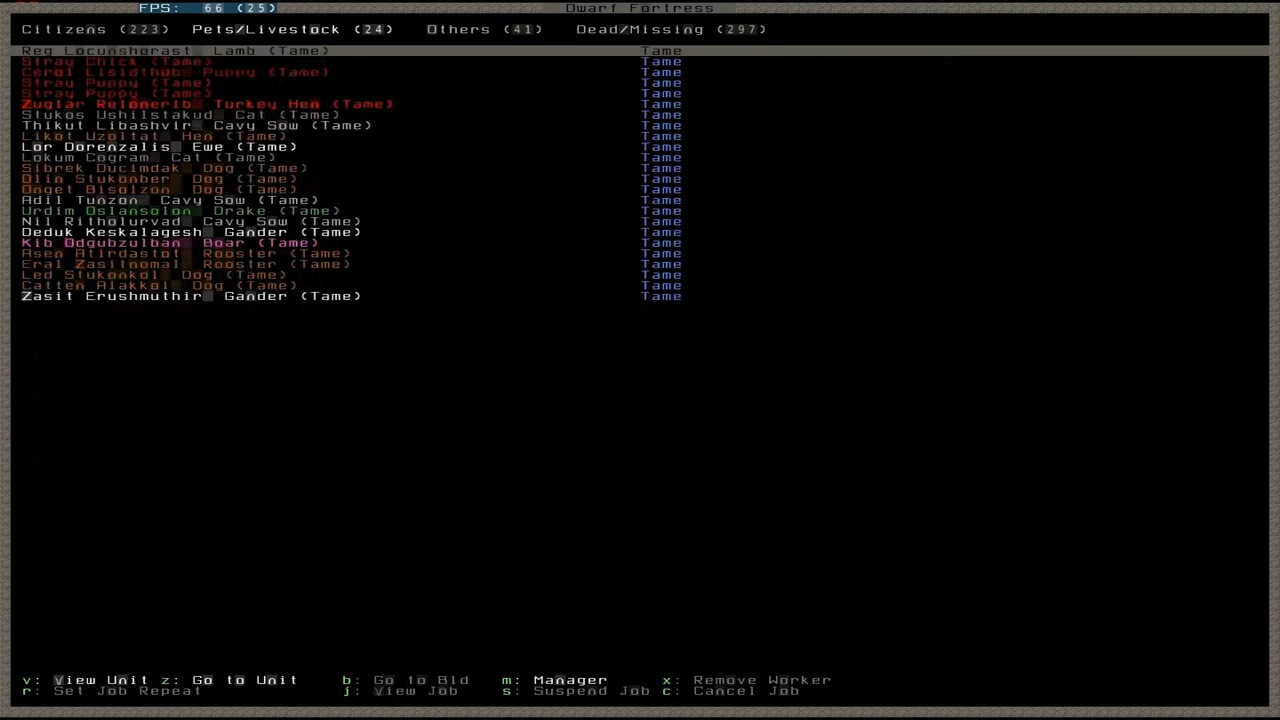 FPS: 66 (25) Dwarf Fortress
Citizens (223) Pets/Livestock (24) Others (41) Dead/Missing (297)
Reg Locunshorast Lamb (Tame) Tame
Stray Chick (Tame) Tame
Cerol Lisidthob Puppy (Tame) Tame
Stray Puppy (Tame) Tame
Stray Puppy (Tame) Tame
Zuglar Relonerib Turkey Hen (Tame) Tame
Stukos Ushilstakud Cat (Tame) Tame
Thikut Libashvir Cavy Sow (Tame) Tame
Likot Uzoltat Hen (Tame) Tame
Lor Dorenzalis Ewe (Tame) Tame
Lokum Cogram Cat (Tame) Tame
Sibrek Ducimdak Dog (Tame) Tame
Olin Stukonber Dog (Tame) Tame
Onget Bisolzon Dog (Tame) Tame
Adil Tunzon Cavy Sow (Tame) Tame
Urdim Oslansolon Drake (Tame) Tame
Nil Ritholurvad Cavy Sow (Tame) Tame
Deduk Keskalagesh Gander (Tame) Tame
Kib Odgubzulban Boar (Tame) Tame
Asen Atirdastot Rooster (Tame) Tame
Eral Zasitnomal Rooster (Tame) Tame
Led Stukonkol Dog (Tame) Tame
Catten Alakkol Dog (Tame) Tame
Zasit Erushmuthir Gander (Tame) Tame
v: View Unit z: Go to Unit b: Go to Bld m: Manager x: Remove Worker
r: Set Job Repeat j: View Job s: Suspend Job c: Cancel Job